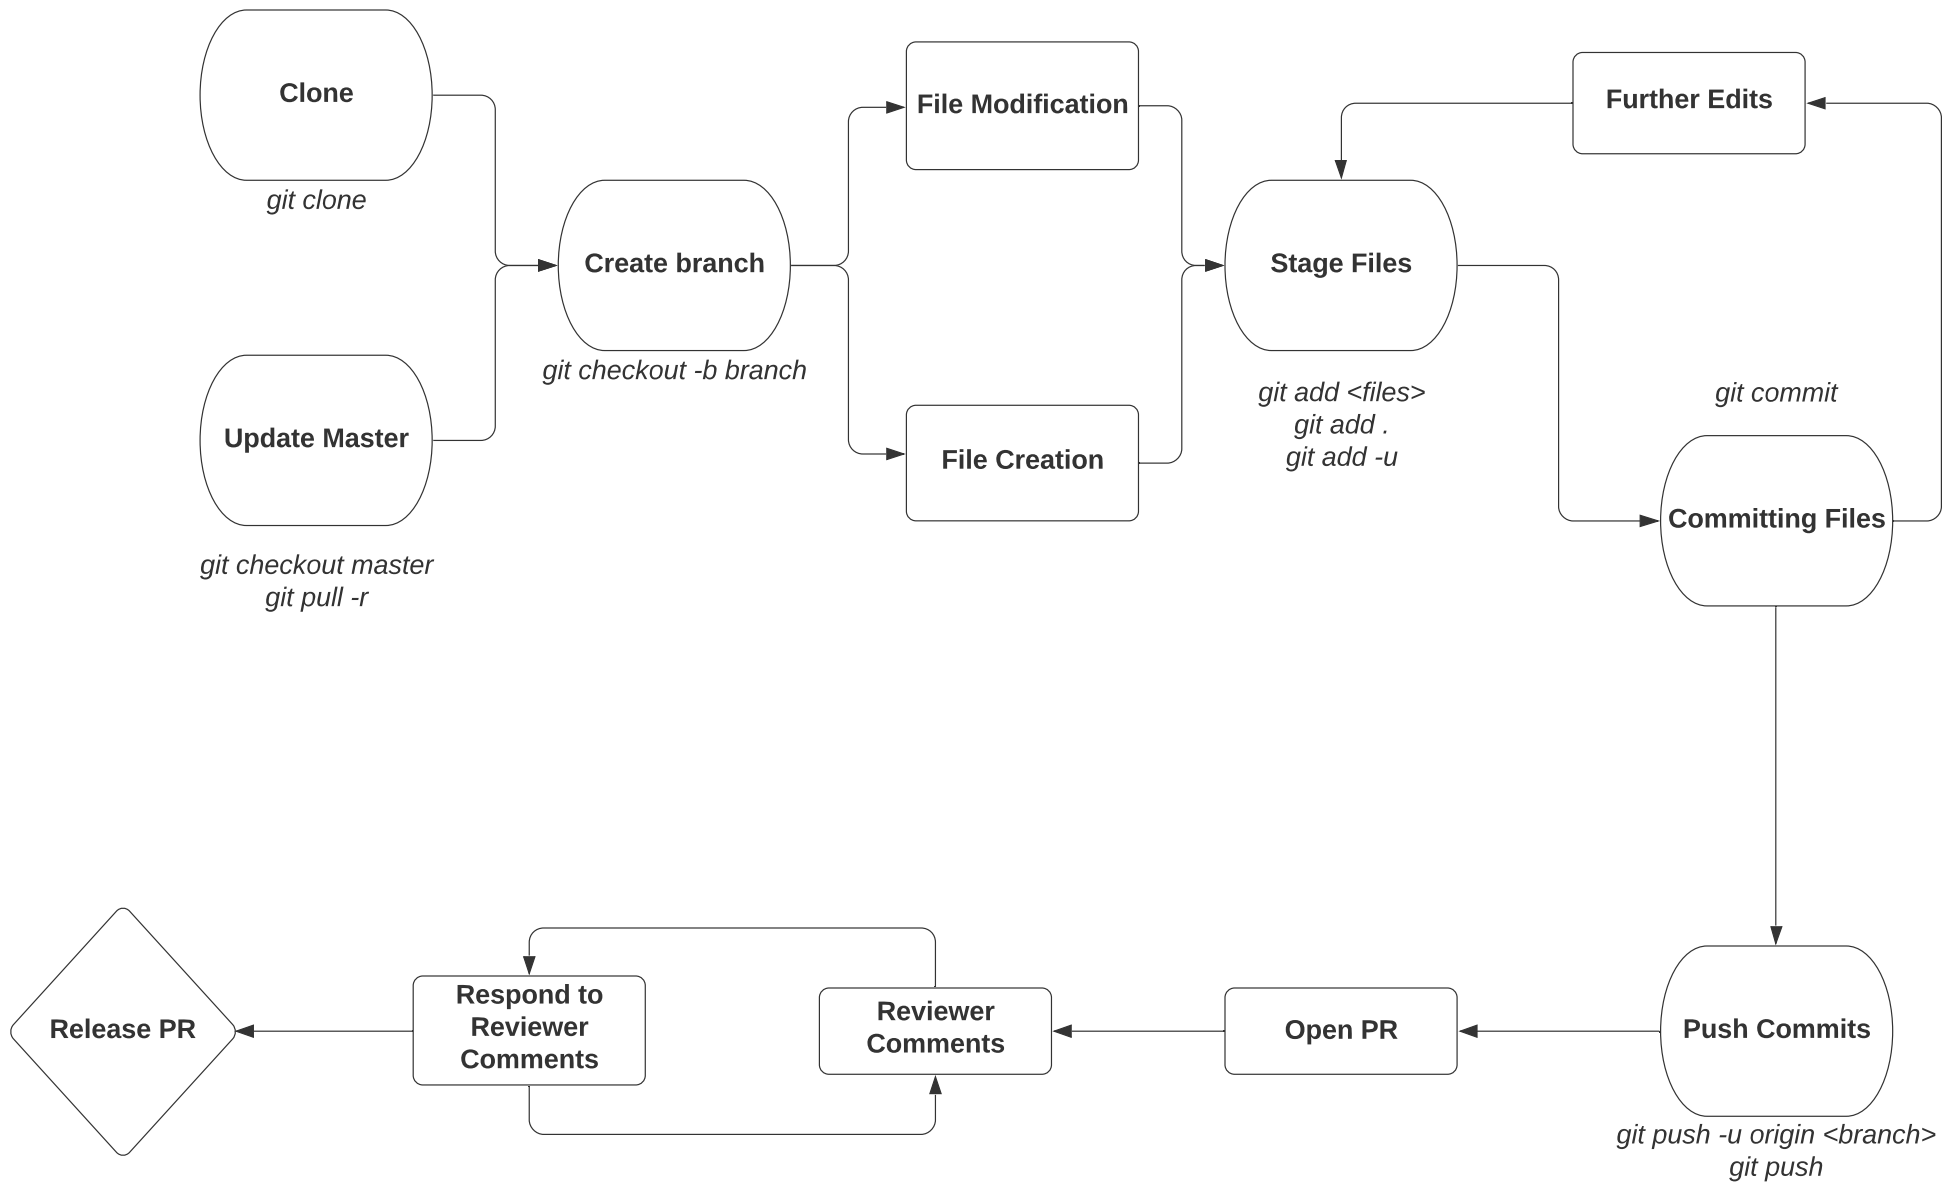 Clone
git clone
Update Master
git checkout master
git pull -r
Create branch
git checkout -b branch
File Modification
File Creation
Stage Files
git add <files>
git add .
git add -u
Further Edits
git commit
Committing Files
Push Commits
git push -u origin <branch>
git push
Open PR
Reviewer
Comments
Respond to
Reviewer
Comments
Release PR